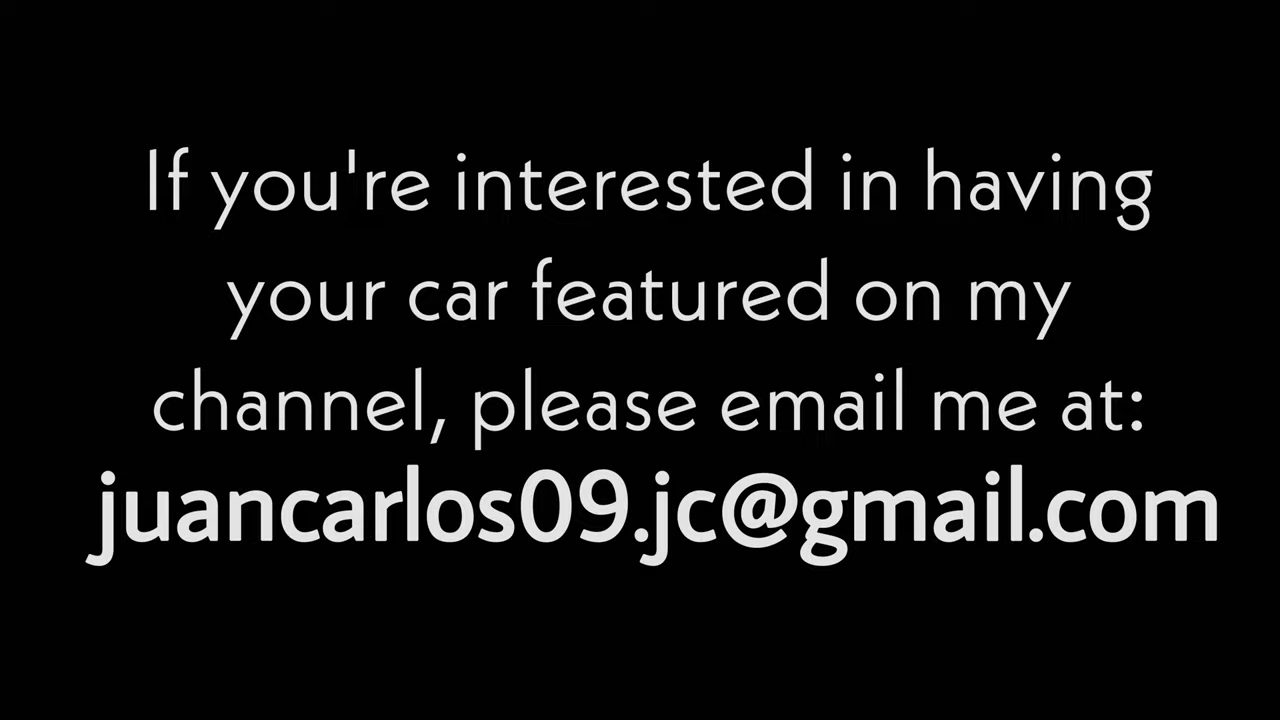 If you're interested in having
your car featured on my
channel, please email me at:
juancarlos09.jc@gmail.com